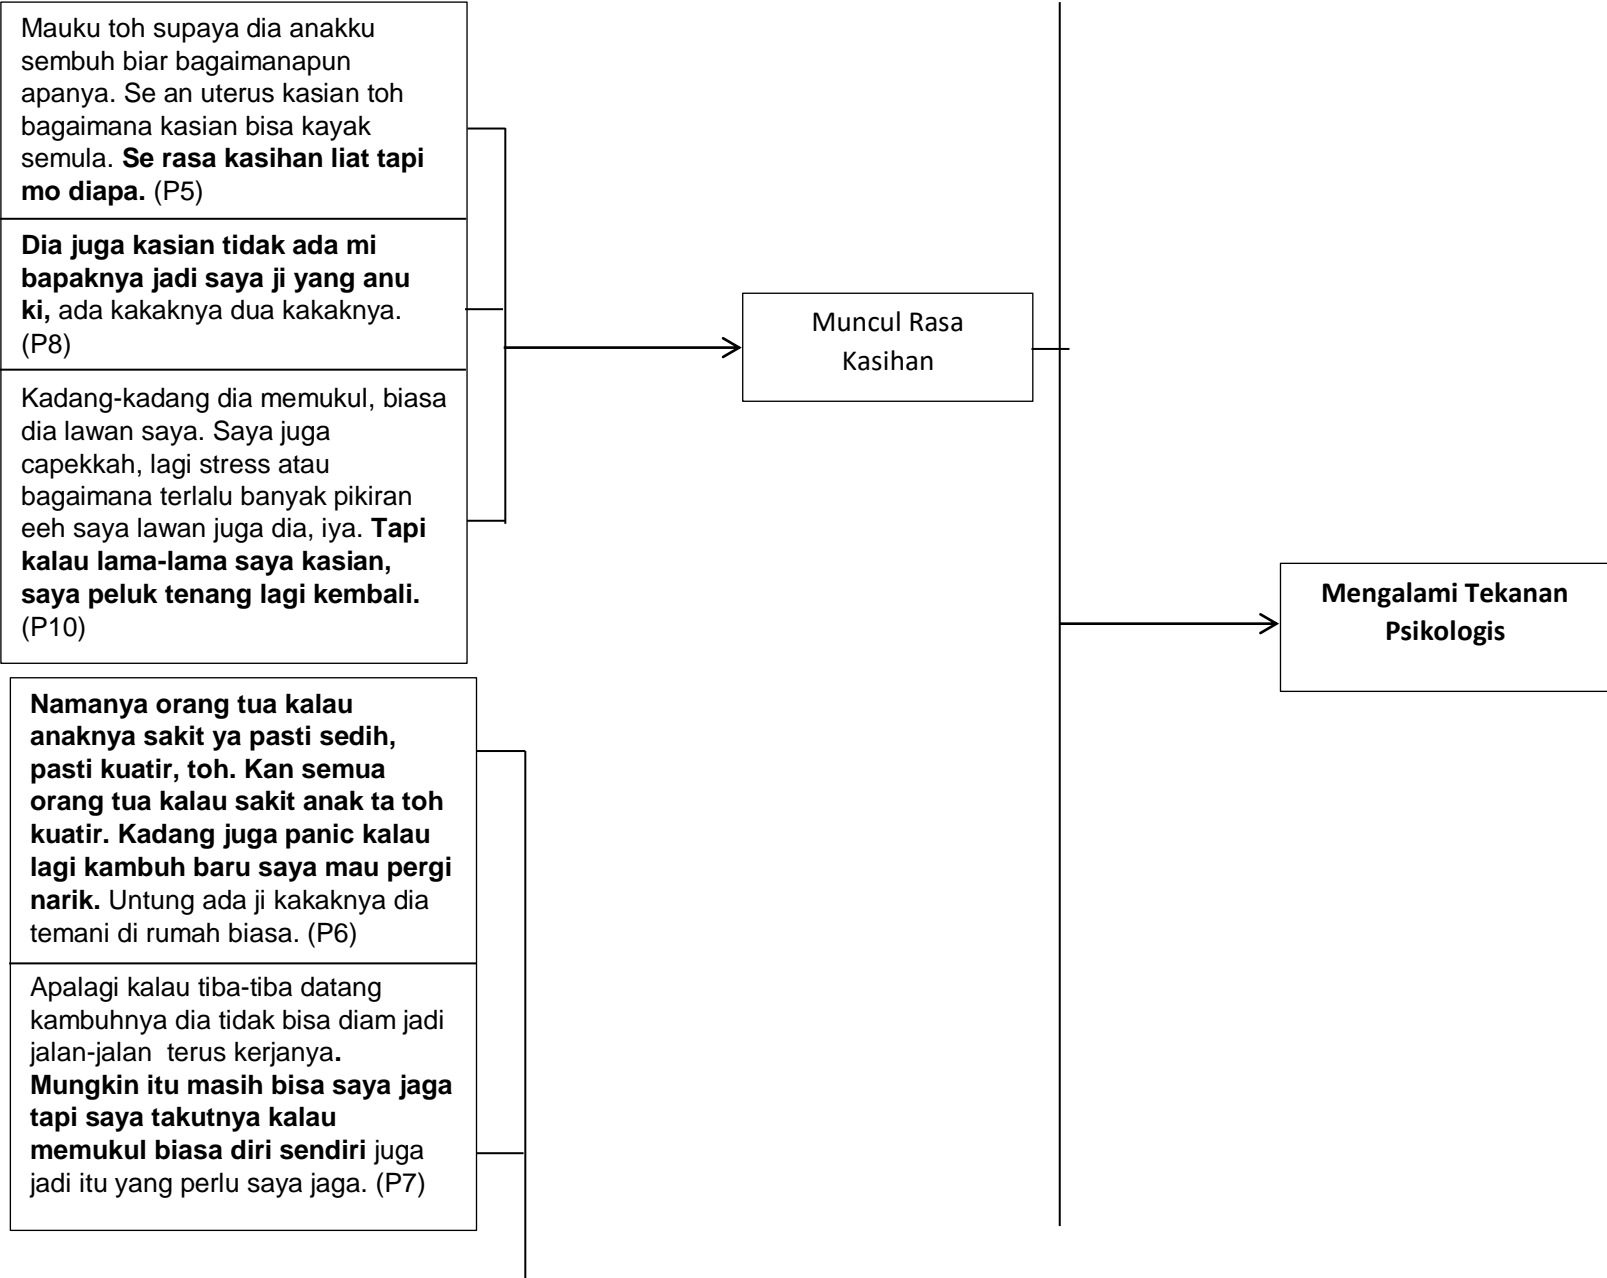 Mauku toh supaya dia anakku
sembuh biar bagaimanapun
apanya. Se an uterus kasian toh
bagaimana kasian bisa kayak
semula. Se rasa kasihan liat tapi
mo diapa. (P5)
Dia juga kasian tidak ada mi
bapaknya jadi saya ji yang anu
ki, ada kakaknya dua kakaknya.
(P8)
Kadang-kadang dia memukul, biasa
dia lawan saya. Saya juga
capekkah, lagi stress atau
bagaimana terlalu banyak pikiran
eeh saya lawan juga dia, iya. Tapi
kalau lama-lama saya kasian,
saya peluk tenang lagi kembali.
(P10)
Muncul Rasa
Kasihan
Mengalami Tekanan
Psikologis
Namanya orang tua kalau
anaknya sakit ya pasti sedih,
pasti kuatir, toh. Kan semua
orang tua kalau sakit anak ta toh
kuatir. Kadang juga panic kalau
lagi kambuh baru saya mau pergi
narik. Untung ada ji kakaknya dia
temani di rumah biasa. (P6)
Apalagi kalau tiba-tiba datang
kambuhnya dia tidak bisa diam jadi
jalan-jalan terus kerjanya.
Mungkin itu masih bisa saya jaga
tapi saya takutnya kalau
memukul biasa diri sendiri juga
jadi itu yang perlu saya jaga. (P7)